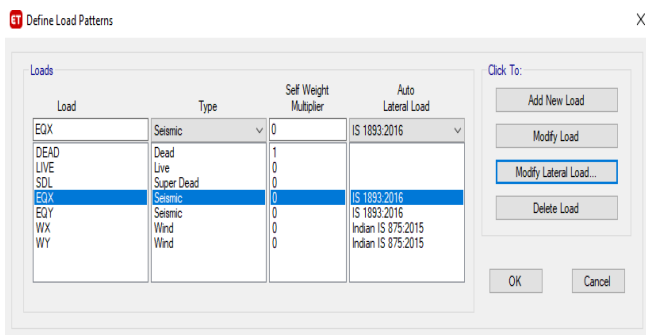 ET Define Load Patterns X
Loads
Click To:
Load Type Self Weight Multiplier Auto Lateral Load
EQX Seismic 0 IS 1893:2016
DEAD Dead 1
LIVE Live 0
SDL Super Dead 0
EQX Seismic 0 IS 1893:2016
EQY Seismic 0 IS 1893:2016
WX Wind 0 Indian IS 875:2015
WY Wind 0 Indian IS 875:2015
Add New Load
Modify Load
Modify Lateral Load...
Delete Load
OK Cancel